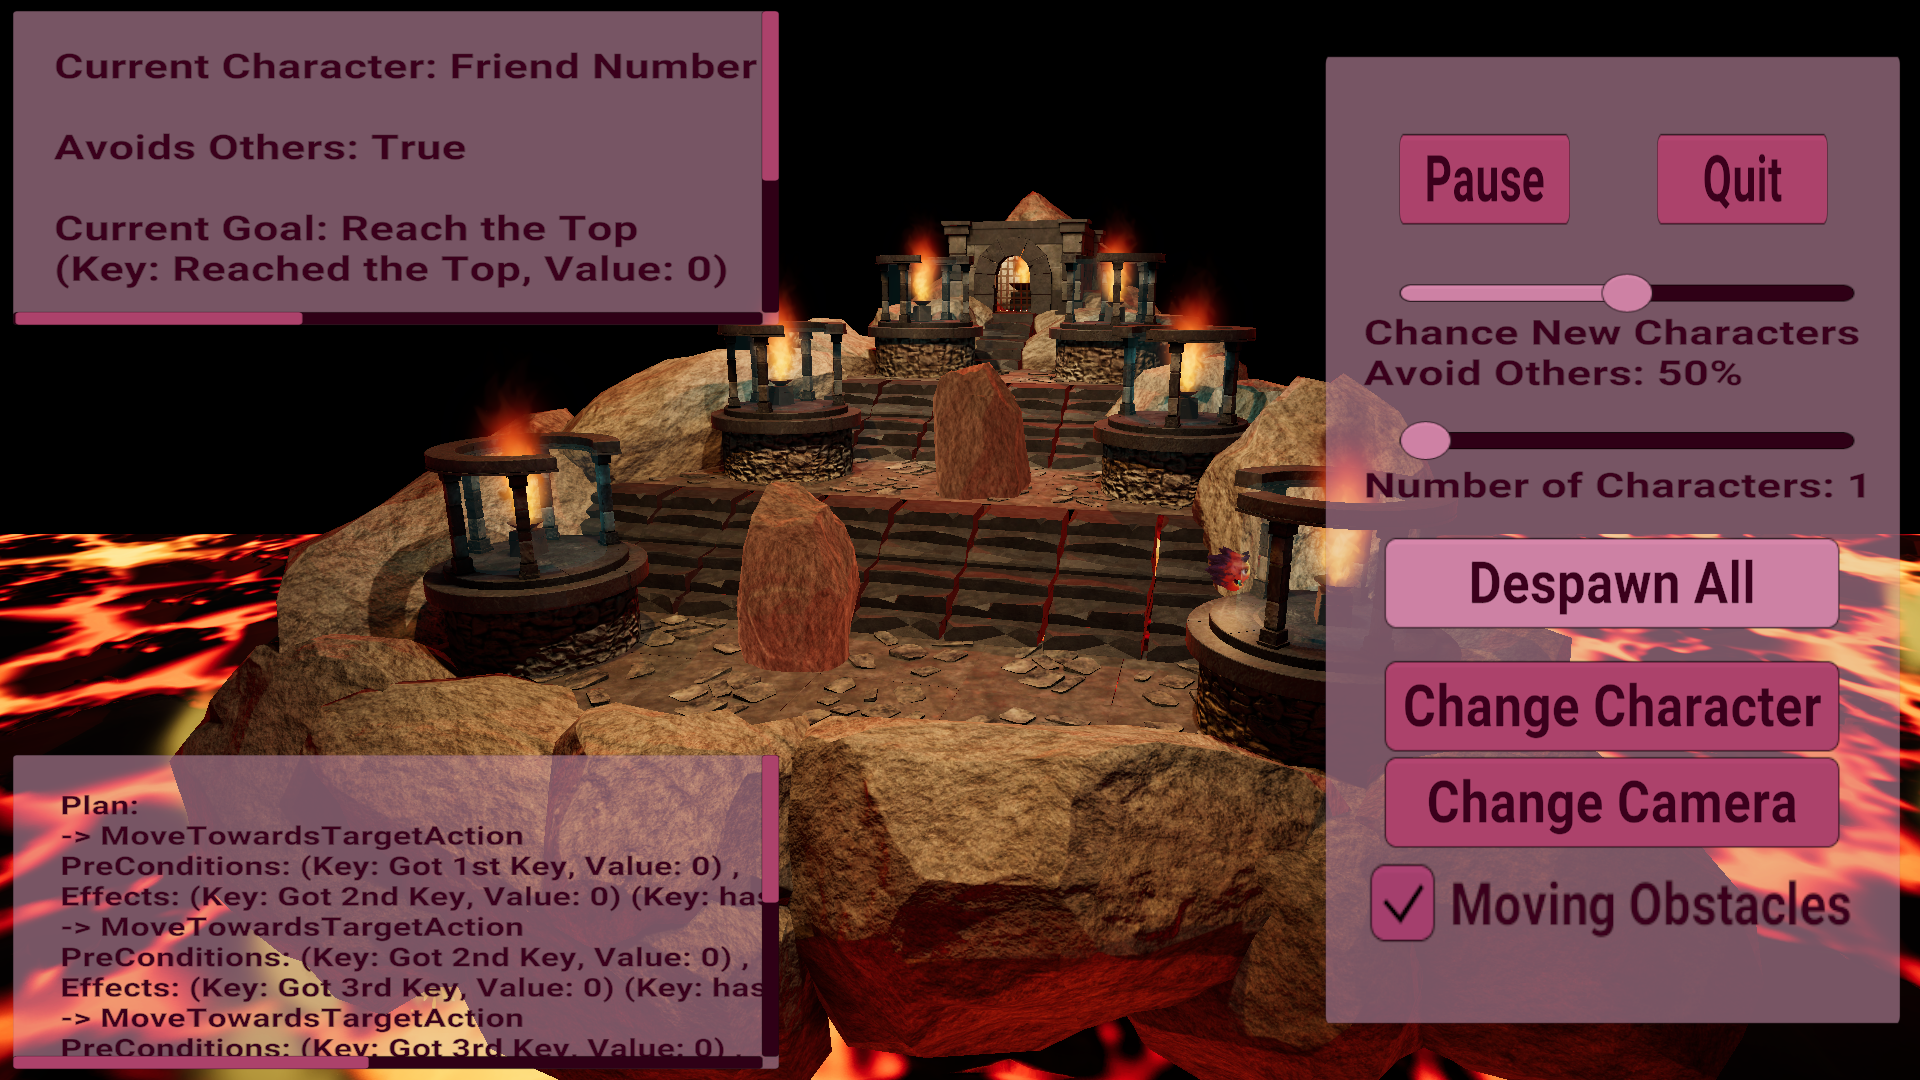 Current Character: Friend Number
Avoids Others: True
Current Goal: Reach the Top
(Key: Reached the Top, Value: 0)
Pause
Quit
Chance New Characters
Avoid Others: 50%
Number of Characters: 1
Despawn All
Change Character
Change Camera
Moving Obstacles
Plan:
-> MoveTowardsTargetAction
PreConditions: (Key: Got 1st Key, Value: 0) ,
Effects: (Key: Got 2nd Key, Value: 0) (Key: has
-> MoveTowardsTargetAction
PreConditions: (Key: Got 2nd Key, Value: 0) ,
Effects: (Key: Got 3rd Key, Value: 0) (Key: has
-> MoveTowardsTargetAction
PreConditions: (Key: Got 3rd Key, Value: 0) ,